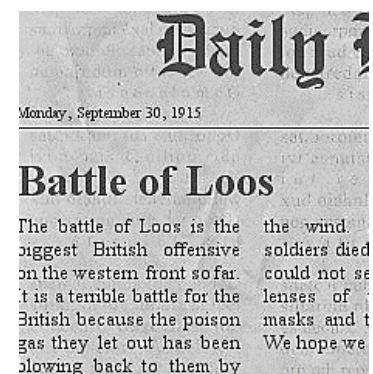 Daily
Monday, September 30, 1915
Battle of Loos
The battle of Loos is the
biggest British offensive
on the western front so far.
It is a terrible battle for the
British because the poison
gas they let out has been
blowing back to them by
the wind.
soldiers died
could not
lenses of
masks and
We hope we